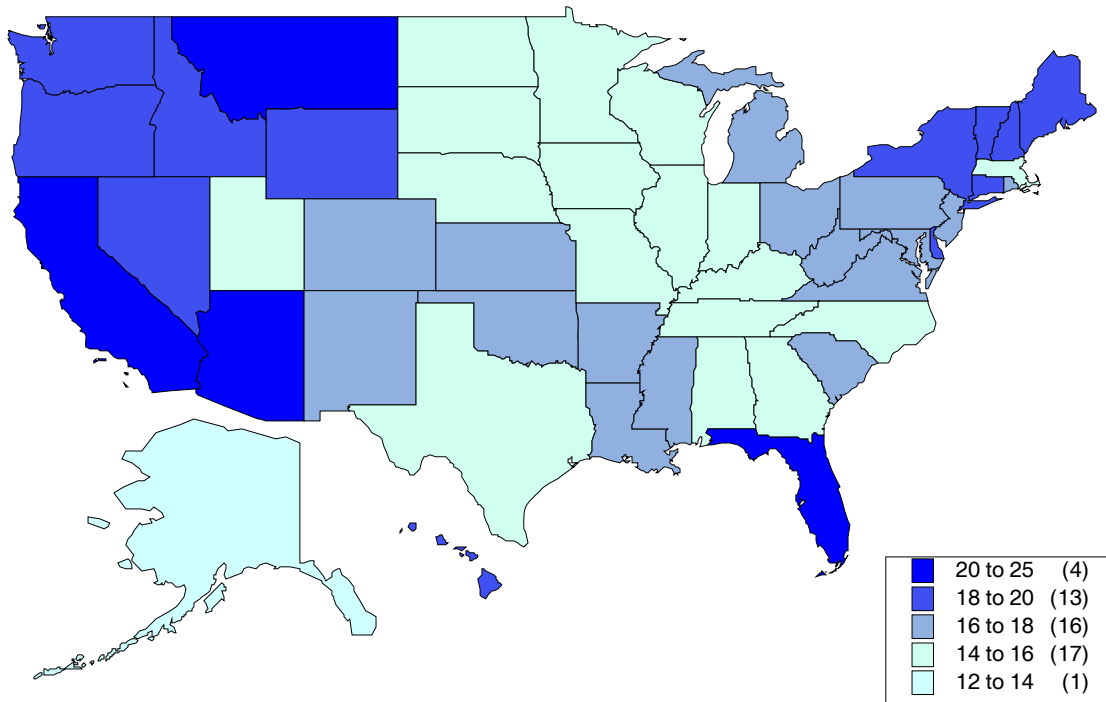 20 to 25 (4)
18 to 20 (13)
16 to 18 (16)
14 to 16 (17)
12 to 14 (1)